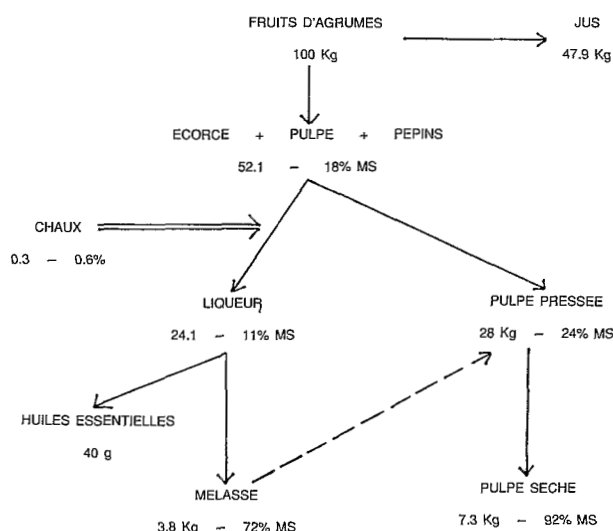 FRUITS D'AGRUMES JUS
100 Kg 47.9 Kg
ECORCE + PULPE + PEPINS
52.1 – 18% MS
CHAUX
0.3 – 0.6%
LIQUEUR PULPE PRESSEE
24.1 – 11% MS 28 Kg – 24% MS
HUILES ESSENTIELLES
40 g
MELASSE PULPE SECHE
3.8 Kg – 72% MS 7.3 Kg – 92% MS